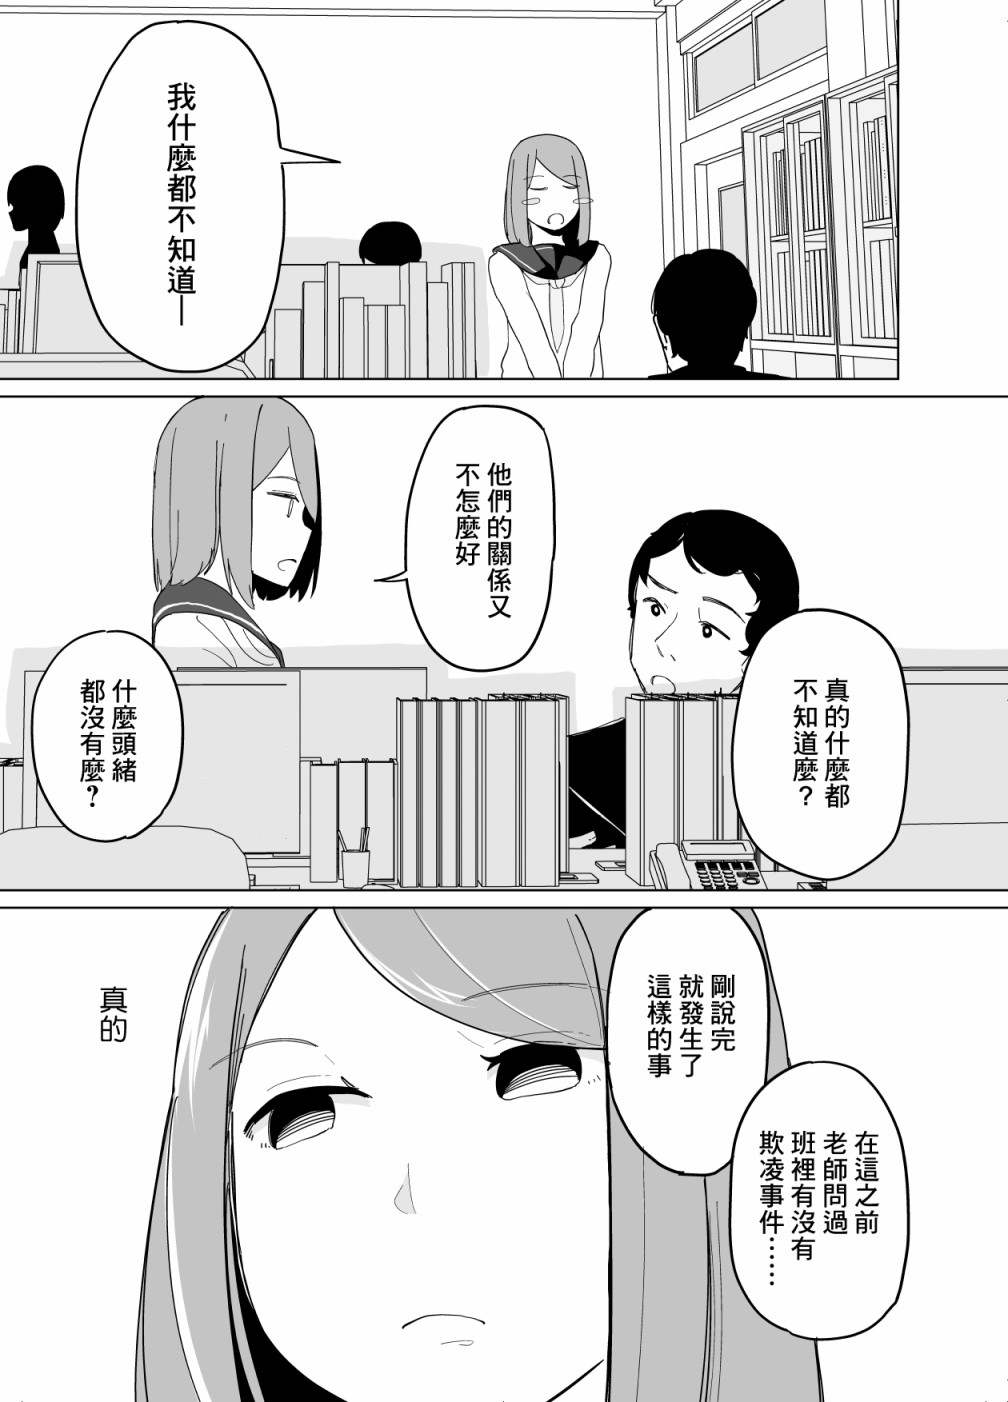 我什麼都不知道—
真的什麼都
不知道麼？
他們的關係又
不怎麼好
什麼頭緒
都沒有麼？
在這之前
老師問過
班裡有沒有
欺凌事件……
剛說完
就發生了
這樣的事
真的